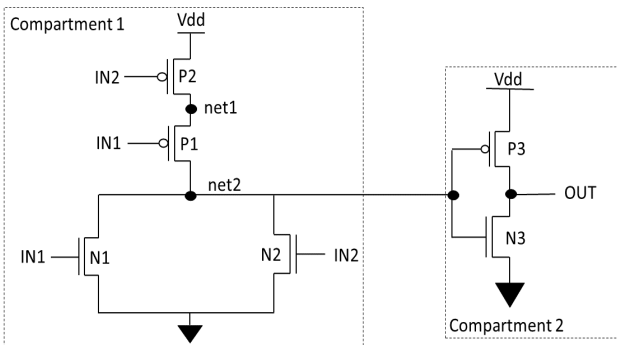 Compartment 1
Vdd
IN2
P2
net1
IN1
P1
net2
IN1
N1
N2
IN2
Vdd
P3
OUT
N3
Compartment 2